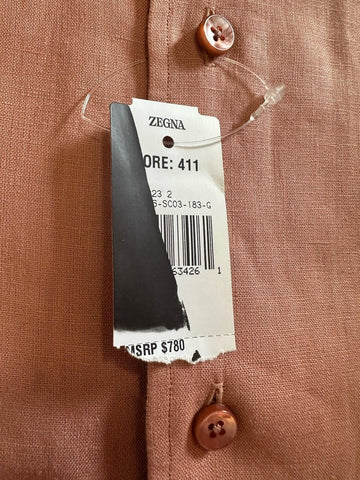 ZEGNA
ORE: 411
23 2
-SC03-183-G
63426 1
MSRP $780